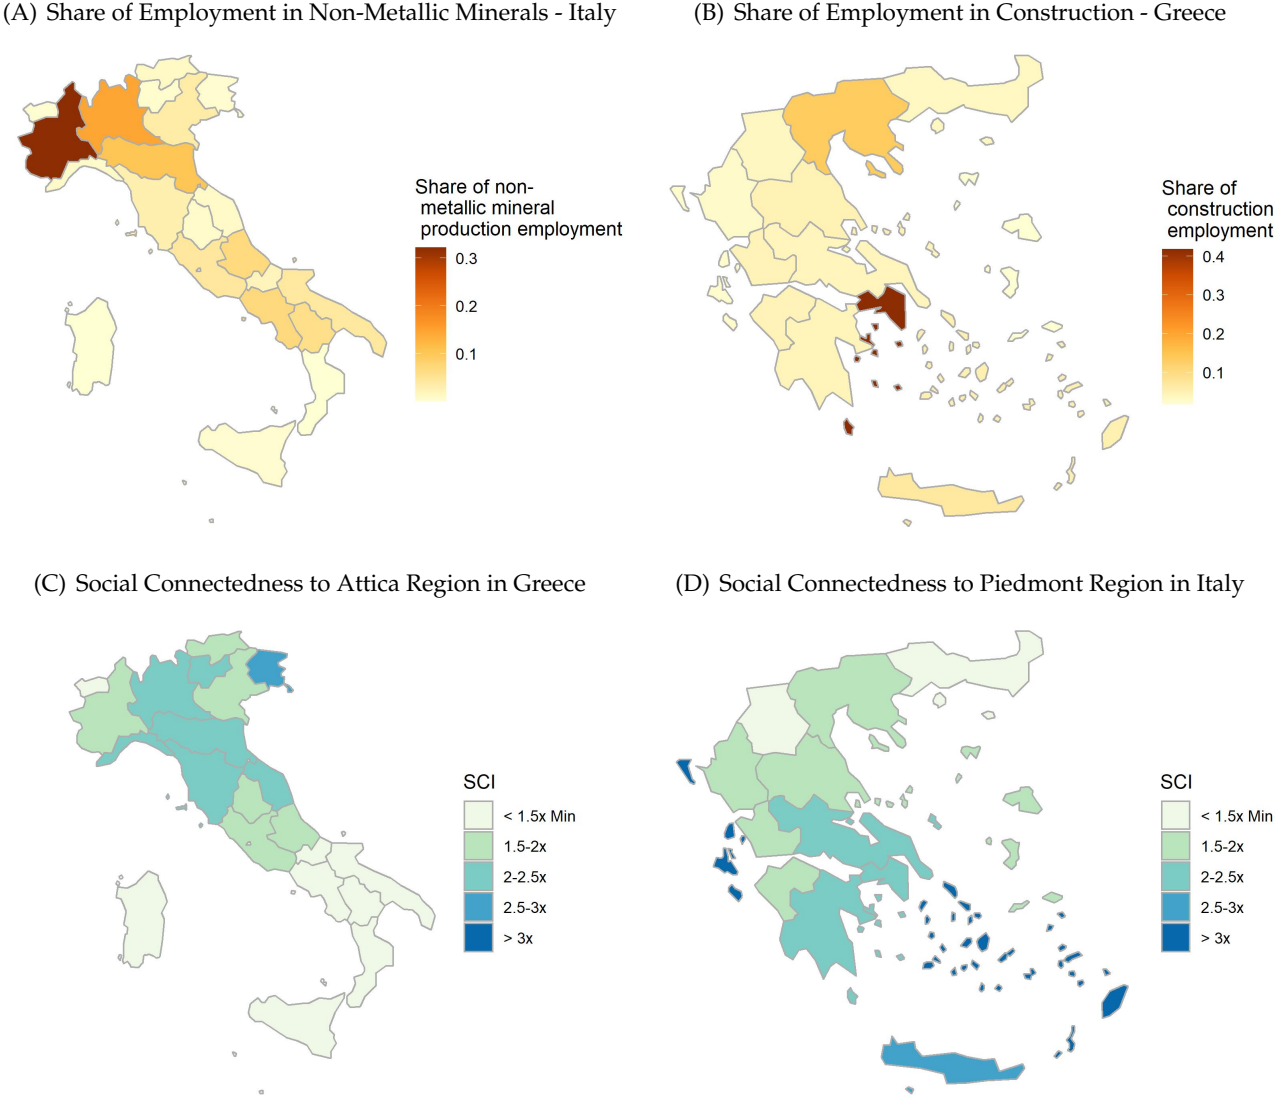 (A) Share of Employment in Non-Metallic Minerals - Italy
(B) Share of Employment in Construction - Greece
Share of non-
metallic mineral
production employment
0.3
0.2
0.1
Share of
construction
employment
0.4
0.3
0.2
0.1
(C) Social Connectedness to Attica Region in Greece
(D) Social Connectedness to Piedmont Region in Italy
SCI
< 1.5x Min
1.5-2x
2-2.5x
2.5-3x
> 3x
SCI
< 1.5x Min
1.5-2x
2-2.5x
2.5-3x
> 3x